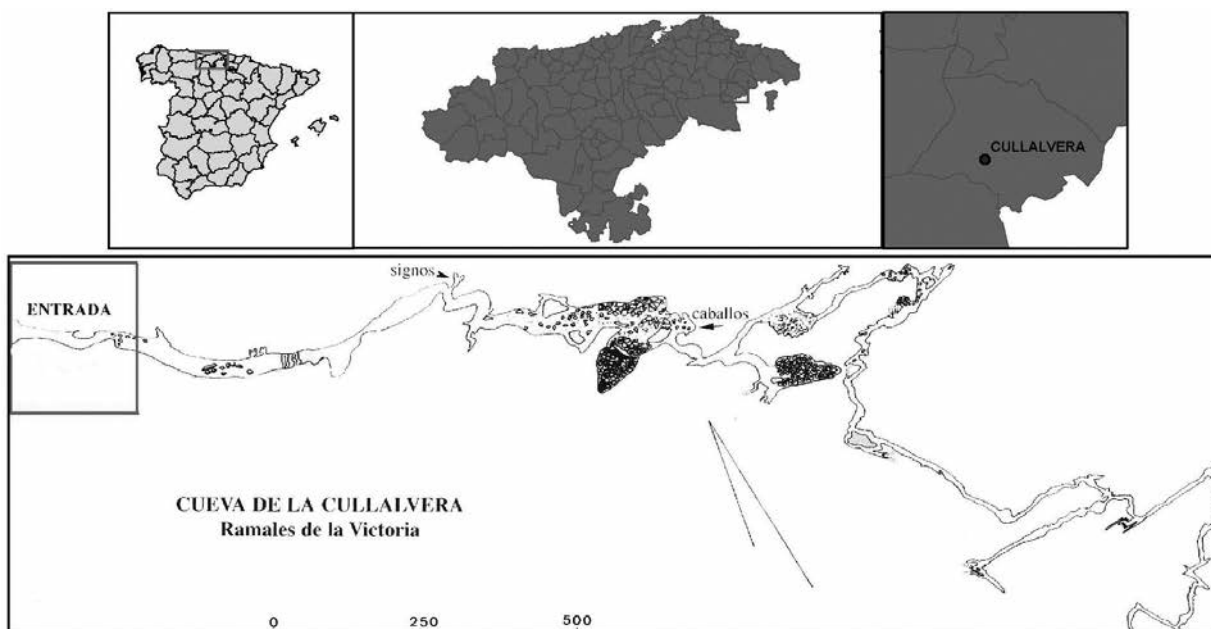 CULLALVERA
signos
ENTRADA
caballos
CUEVA DE LA CULLALVERA
Ramales de la Victoria
0 250 500